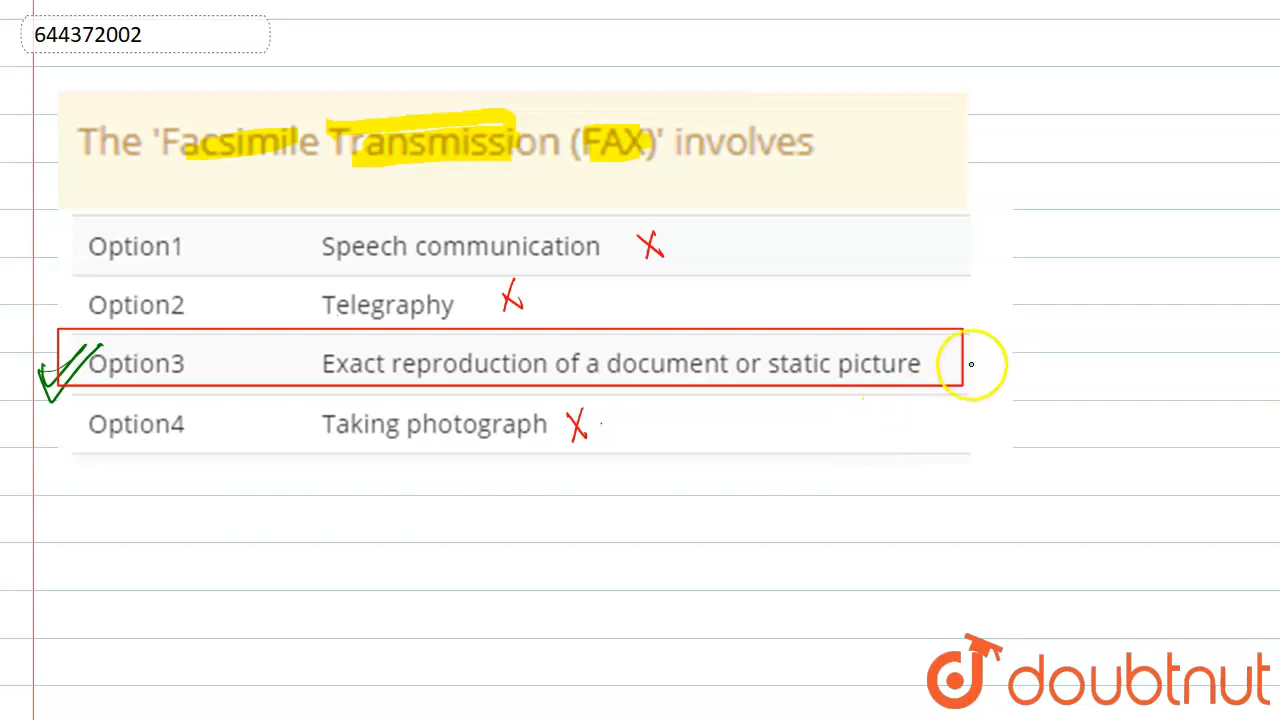 644372002
The 'Facsimile Transmission (FAX)' involves
Option1 Speech communication
Option2 Telegraphy
Option3 Exact reproduction of a document or static picture
Option4 Taking photograph
doubtnut